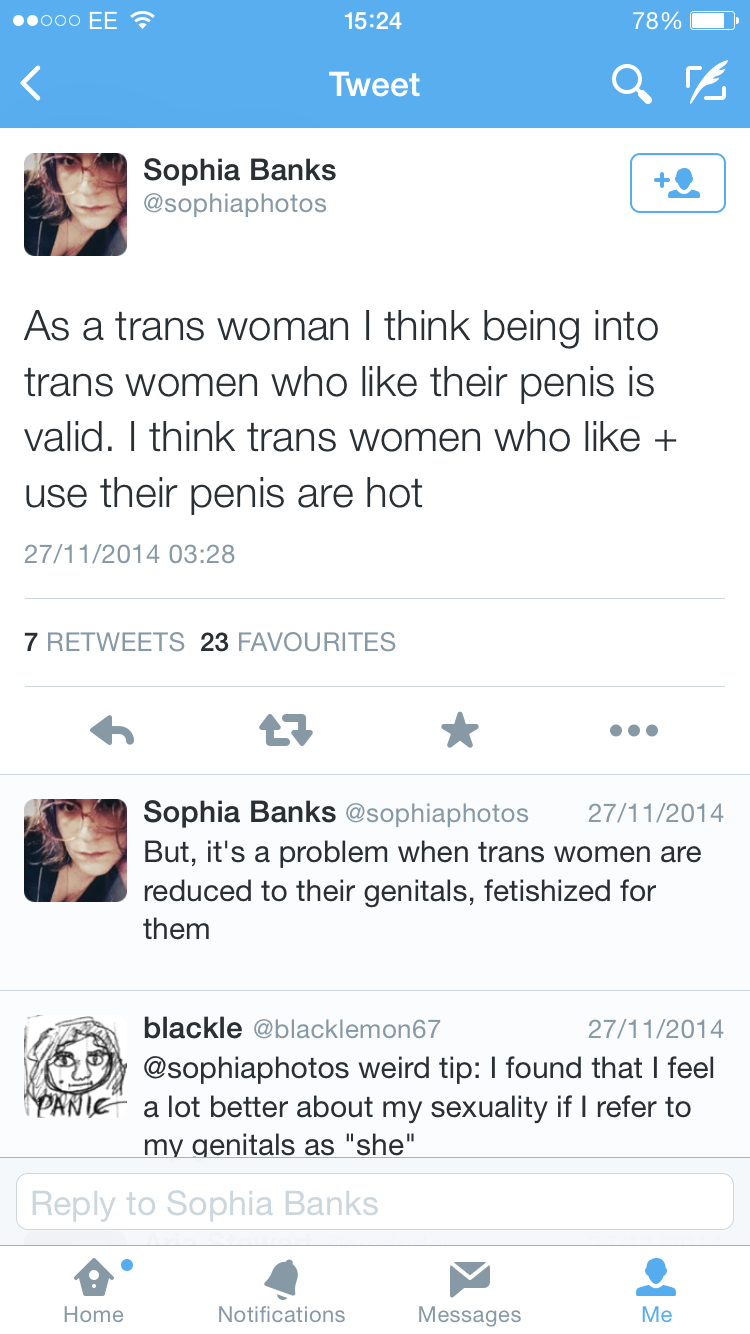 EE 15:24 78%
Tweet
Sophia Banks
@sophiaphotos
As a trans woman I think being into
trans women who like their penis is
valid. I think trans women who like +
use their penis are hot
27/11/2014 03:28
7 RETWEETS 23 FAVOURITES
Sophia Banks @sophiaphotos 27/11/2014
But, it's a problem when trans women are
reduced to their genitals, fetishized for
them
blackle @blacklemon67 27/11/2014
PANIC
@sophiaphotos weird tip: I found that I feel
a lot better about my sexuality if I refer to
my genitals as "she"
Reply to Sophia Banks
Home Notifications Messages Me